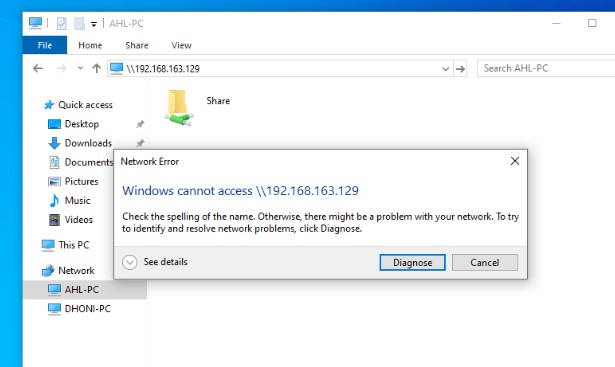 AHL-PC
File Home Share View
\\192.168.163.129
Search AHL-PC
Quick access
Desktop
Downloads
Documents
Pictures
Music
Videos
This PC
Network
AHL-PC
DHONI-PC
Share
Network Error
Windows cannot access \\192.168.163.129
Check the spelling of the name. Otherwise, there might be a problem with your network. To try
to identify and resolve network problems, click Diagnose.
See details
Diagnose
Cancel